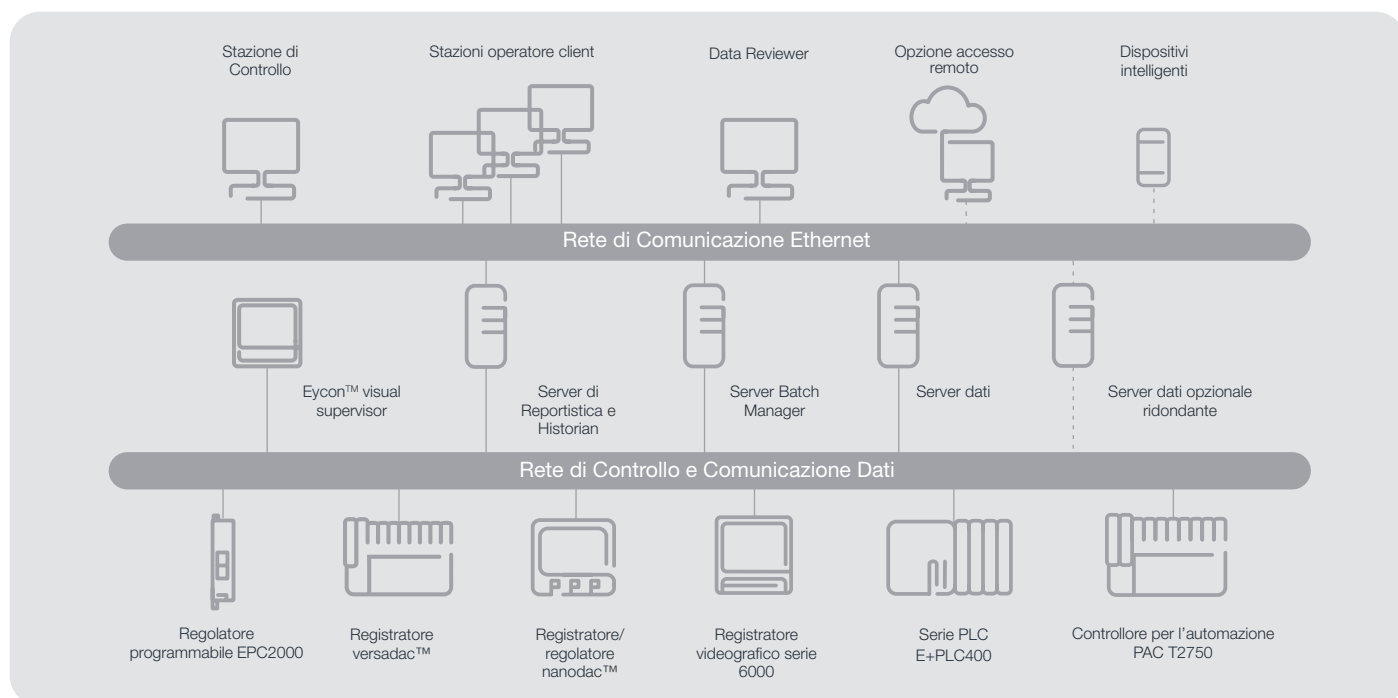 Stazione di
Controllo
Stazioni operatore client
Data Reviewer
Opzione accesso
remoto
Dispositivi
intelligenti
Rete di Comunicazione Ethernet
Eycon™ visual
supervisor
Server di
Reportistica e
Historian
Server Batch
Manager
Server dati
Server dati opzionale
ridondante
Rete di Controllo e Comunicazione Dati
Regolatore
programmabile EPC2000
Registratore
versadac™
Registratore/
regolatore
nanodac™
Registratore
videografico serie
6000
Serie PLC
E+PLC400
Controllore per l'automazione
PAC T2750